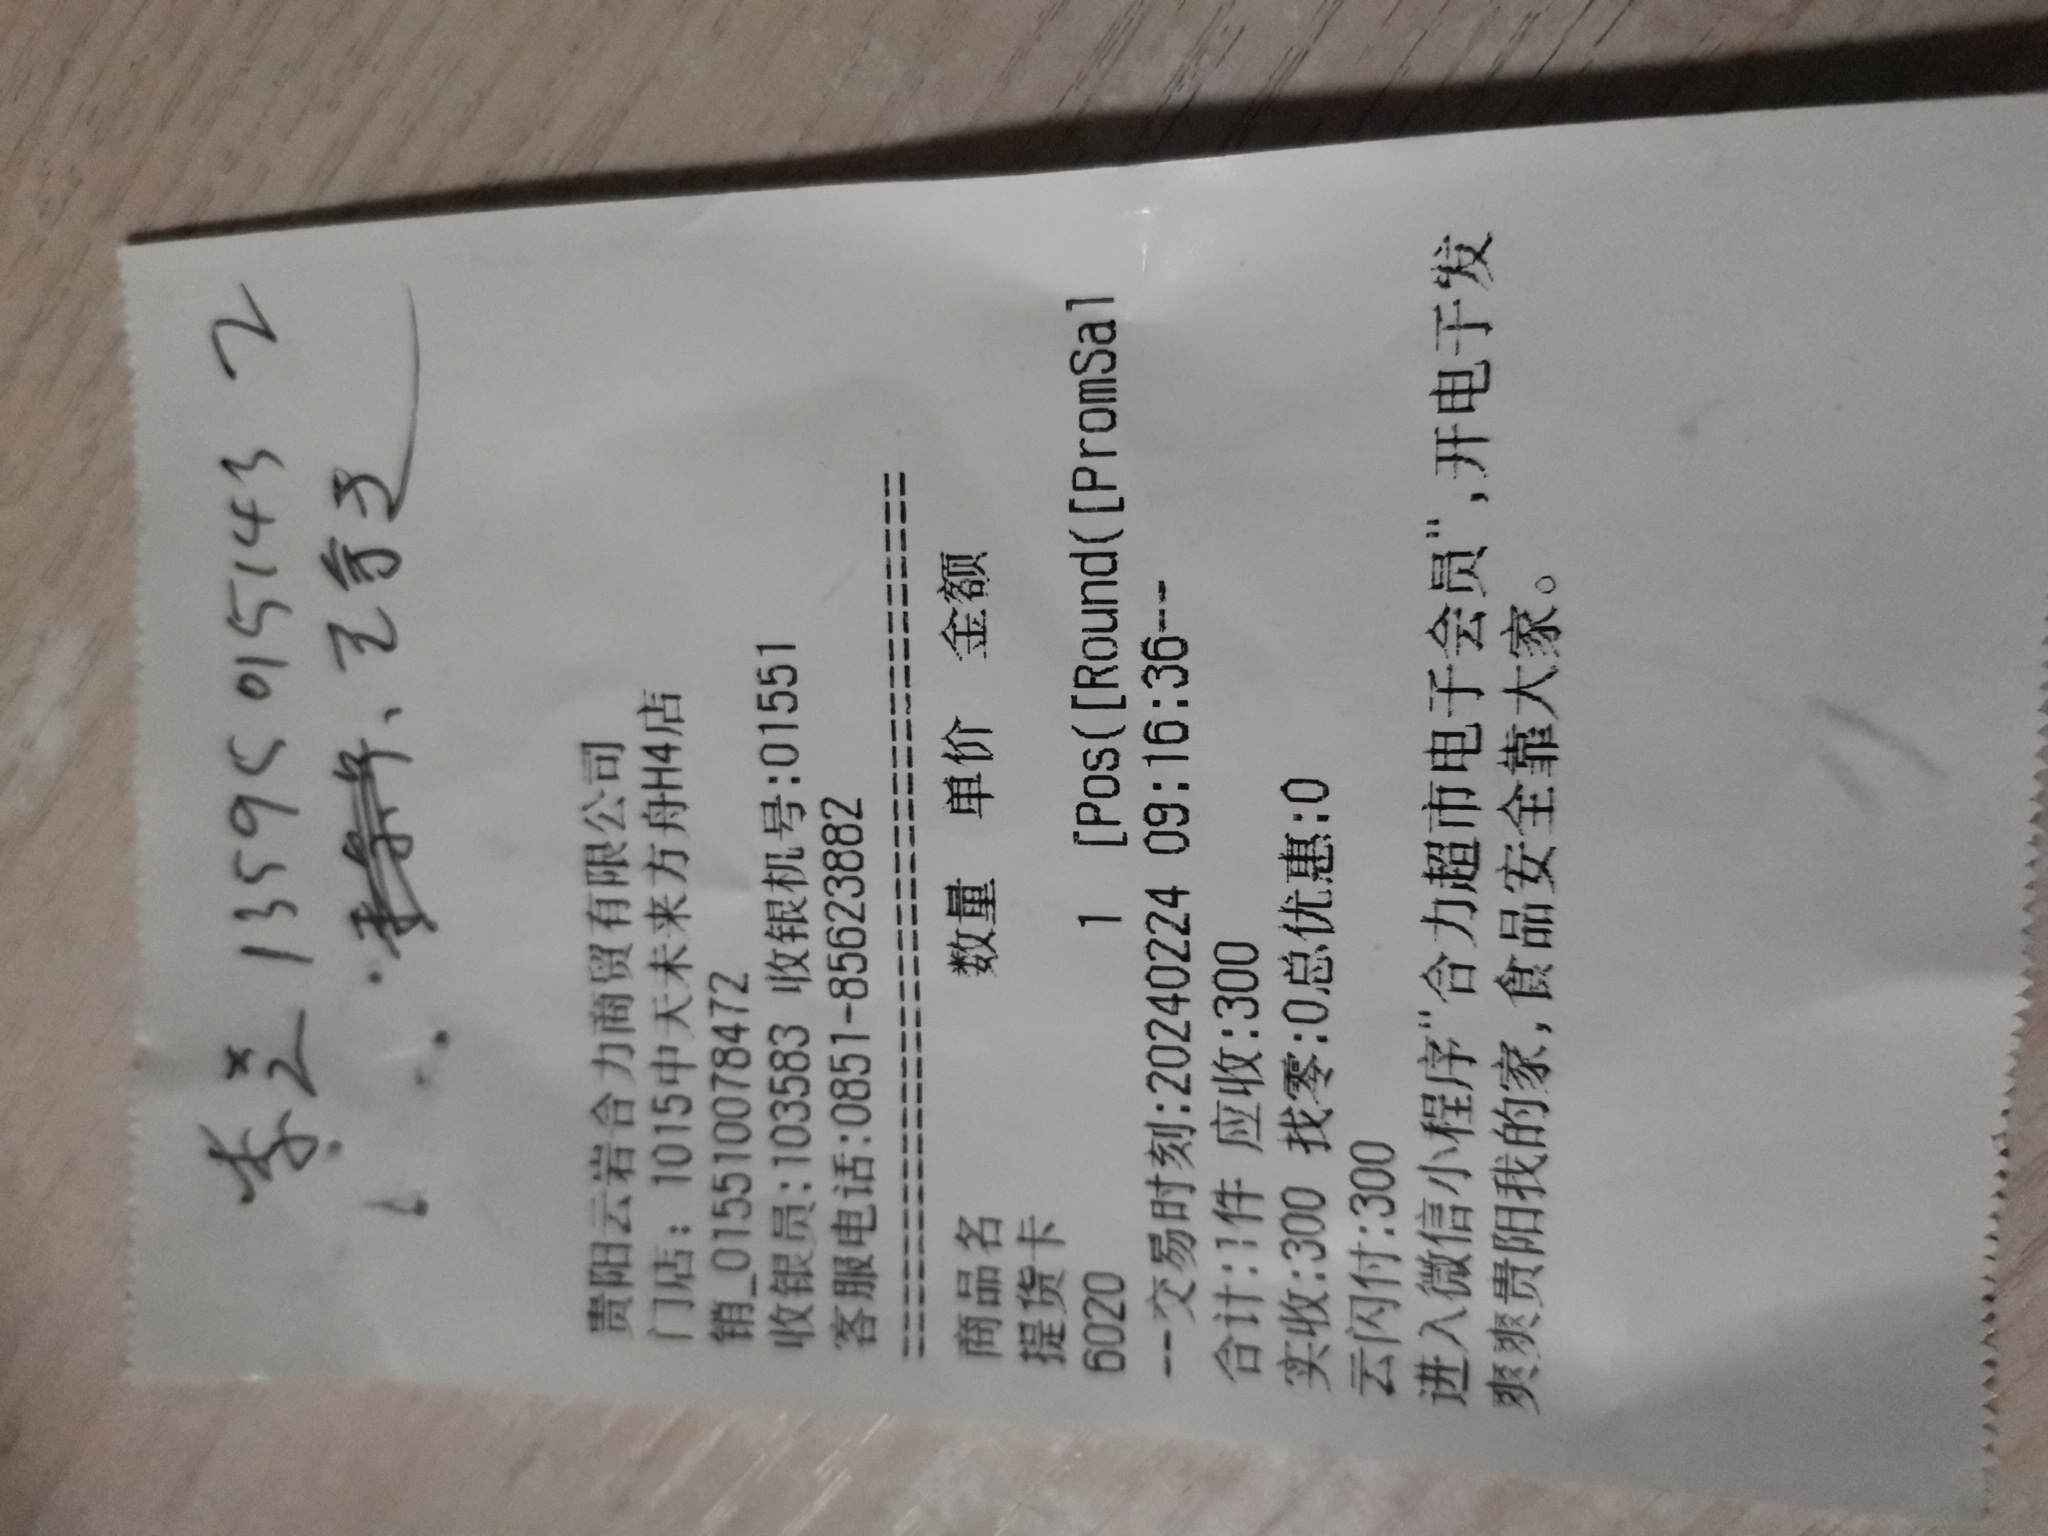 李 13595015143 2
王
贵阳云岩合力商贸有限公司
门店: 1015中天未来方舟H4店
销_015510078472
收银员:103583 收银机号:01551
客服电话:0851-85623882
========================================
商品名 数量 单价 金额
提货卡
6020 1 [Pos([Round([PromSal
--交易时刻:20240224 09:16:36---
合计:1件 应收:300
实收:300 找零:0总优惠:0
云闪付:300
进入微信小程序"合力超市电子会员",开电子发
爽爽贵阳我的家,食品安全靠大家。